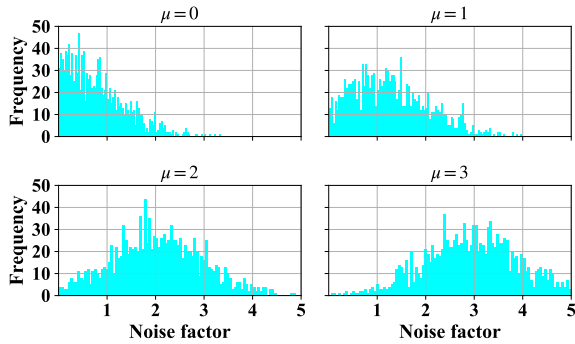 μ = 0
μ = 1
50
40
30
20
10
0
Frequency
μ = 2
μ = 3
50
40
30
20
10
0
Frequency
1 2 3 4 5
1 2 3 4 5
Noise factor
Noise factor